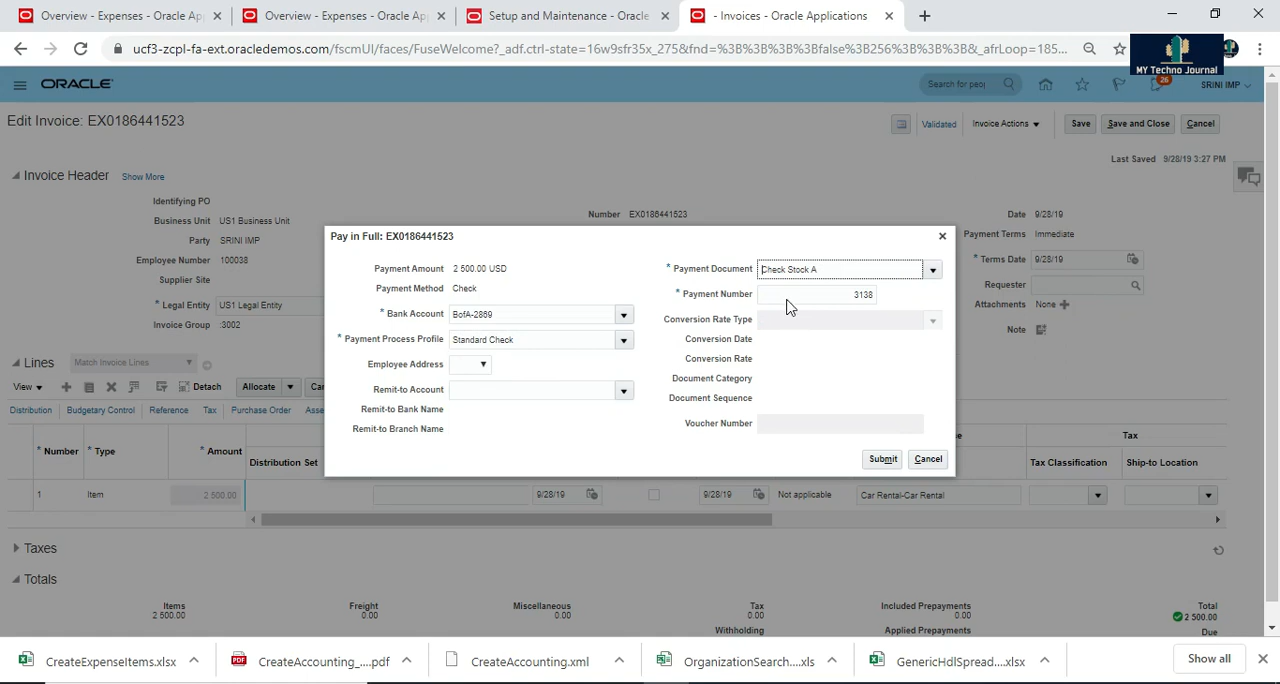 Overview - Expenses - Oracle Ap
Overview - Expenses - Oracle Ap
Setup and Maintenance - Oracle
- Invoices - Oracle Applications
ucf3-zcpl-fa-ext.oracledemos.com/fscmUI/faces/FuseWelcome?_adf.ctrl-state=16w9sfr35x_275&fnd=%3B%3B%3B%3Bfalse%3B256%3B%3B%3B&_afrLoop=185...
MY Techno Journal
ORACLE
Search for peoj
26
SRINI IMP
Edit Invoice: EX0186441523
Validated
Invoice Actions
Save
Save and Close
Cancel
Last Saved 9/28/19 3:27 PM
Invoice Header Show More
Identifying PO
Business Unit US1 Business Unit
Number EX0186441523
Date 9/28/19
Party SRINI IMP
Payment Terms Immediate
Employee Number 100038
* Terms Date 9/28/19
Supplier Site
Requester
* Legal Entity US1 Legal Entity
Attachments None
Invoice Group :3002
Note
Pay in Full: EX0186441523
Payment Amount 2 500.00 USD
* Payment Document Check Stock A
Payment Method Check
* Payment Number 3138
* Bank Account BofA-2869
Conversion Rate Type
* Payment Process Profile Standard Check
Conversion Date
Employee Address
Conversion Rate
Document Category
Remit-to Account
Document Sequence
Remit-to Bank Name
Remit-to Branch Name
Voucher Number
Submit
Cancel
Lines
Match Invoice Lines
View
Detach
Allocate
Distribution
Budgetary Control
Reference
Tax
Purchase Order
Tax
* Number
* Type
* Amount
Distribution Set
Tax Classification
Ship-to Location
1
Item
2 500.00
9/28/19
9/28/19
Not applicable
Car Rental-Car Rental
Taxes
Totals
Items
2 500.00
Freight
0.00
Miscellaneous
0.00
Tax
0.00
Included Prepayments
0.00
Total
2 500.00
Withholding
Applied Prepayments
Due
CreateExpenseItems.xlsx
CreateAccounting_....pdf
CreateAccounting.xml
OrganizationSearch....xls
GenericHdlSpread....xlsx
Show all